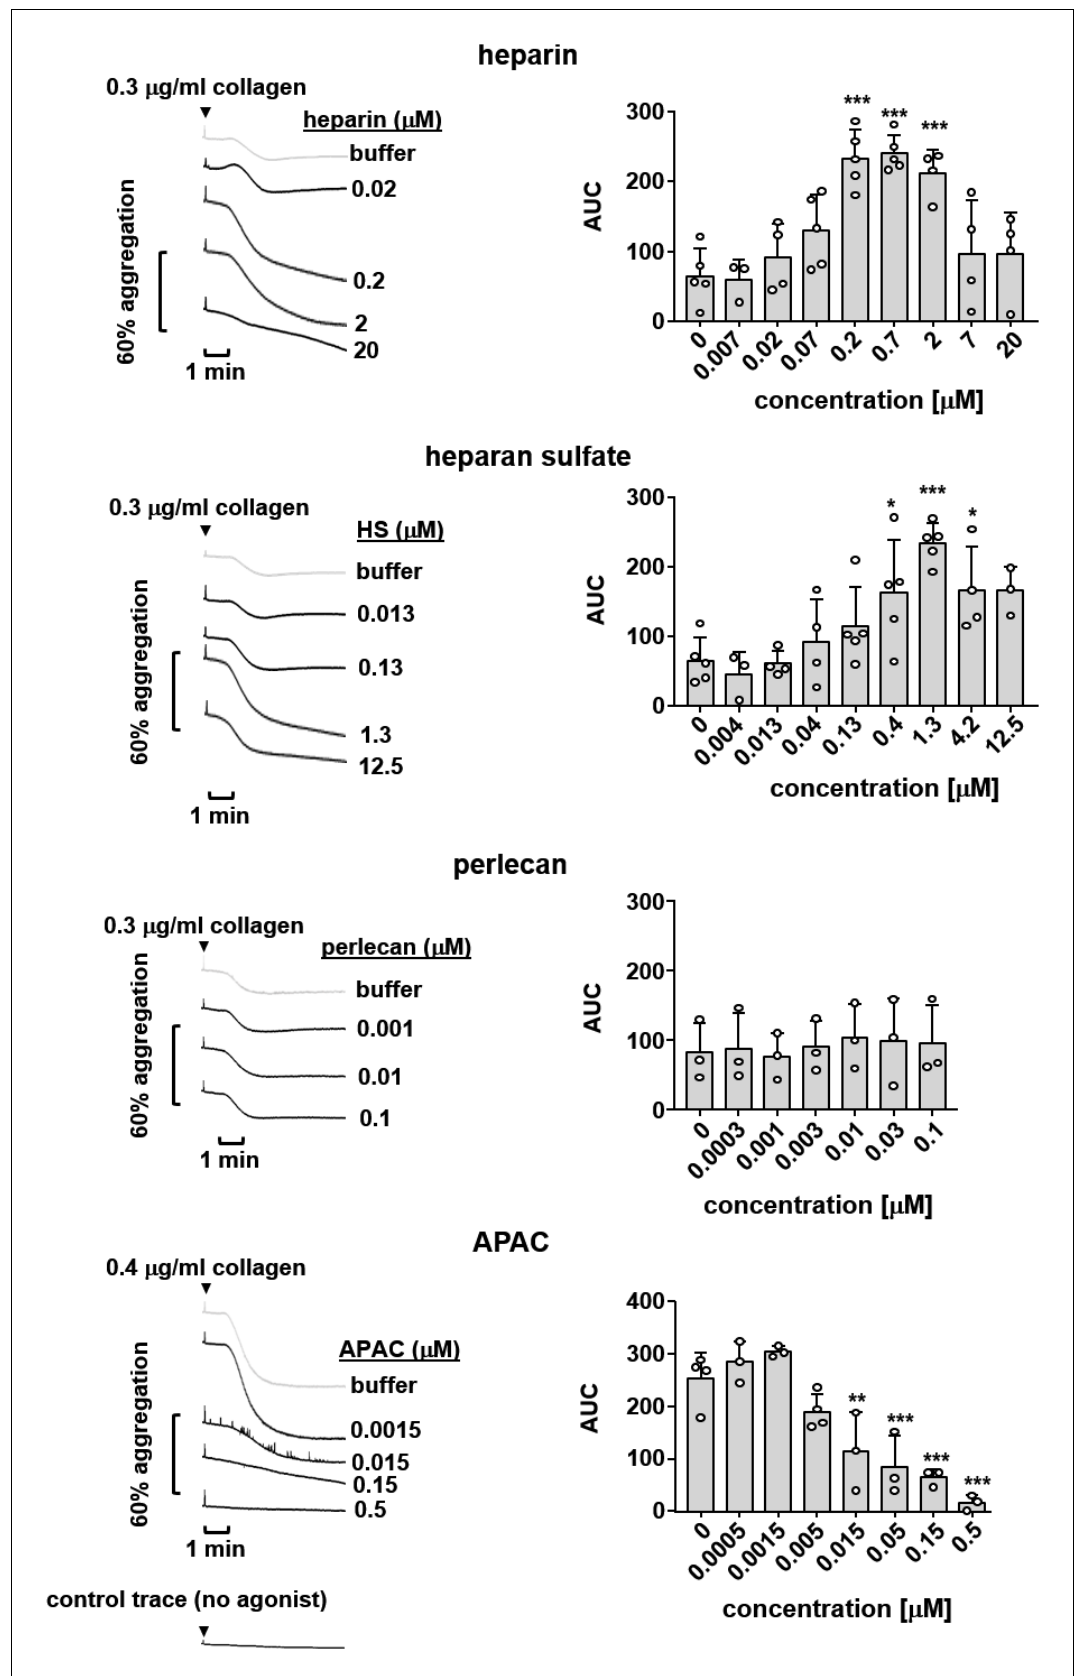 heparin
0.3 µg/ml collagen
heparin (µM)
buffer
0.02
0.2
2
20
60% aggregation
1 min
300
200
100
0
AUC
*** *** ***
0 0.007 0.02 0.07 0.2 0.7 2 7 20
concentration [µM]
heparan sulfate
0.3 µg/ml collagen
HS (µM)
buffer
0.013
0.13
1.3
12.5
60% aggregation
1 min
300
200
100
0
AUC
* *** *
0 0.004 0.013 0.04 0.13 0.4 1.3 4.2 12.5
concentration [µM]
perlecan
0.3 µg/ml collagen
perlecan (µM)
buffer
0.001
0.01
0.1
60% aggregation
1 min
300
200
100
0
AUC
0 0.0003 0.001 0.003 0.01 0.03 0.1
concentration [µM]
APAC
0.4 µg/ml collagen
APAC (µM)
buffer
0.0015
0.015
0.15
0.5
60% aggregation
1 min
control trace (no agonist)
400
300
200
100
0
AUC
** *** *** ***
0 0.0005 0.0015 0.005 0.015 0.05 0.15 0.5
concentration [µM]